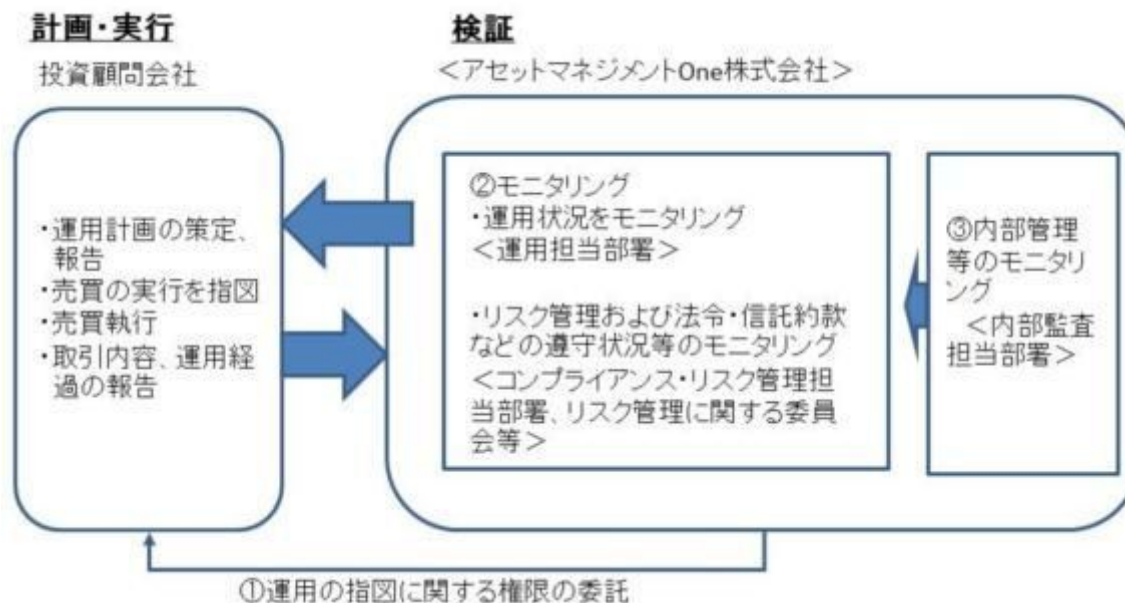 計画・実行
投資顧問会社
・運用計画の策定、
報告
・売買の実行を指図
・売買執行
・取引内容、運用経
過の報告
検証
＜アセットマネジメントOne株式会社＞
②モニタリング
・運用状況をモニタリング
＜運用担当部署＞
・リスク管理および法令・信託約款
などの遵守状況等のモニタリング
＜コンプライアンス・リスク管理担
当部署、リスク管理に関する委員
会等＞
③内部管理
等のモニタリ
ング
＜内部監査
担当部署＞
①運用の指図に関する権限の委託